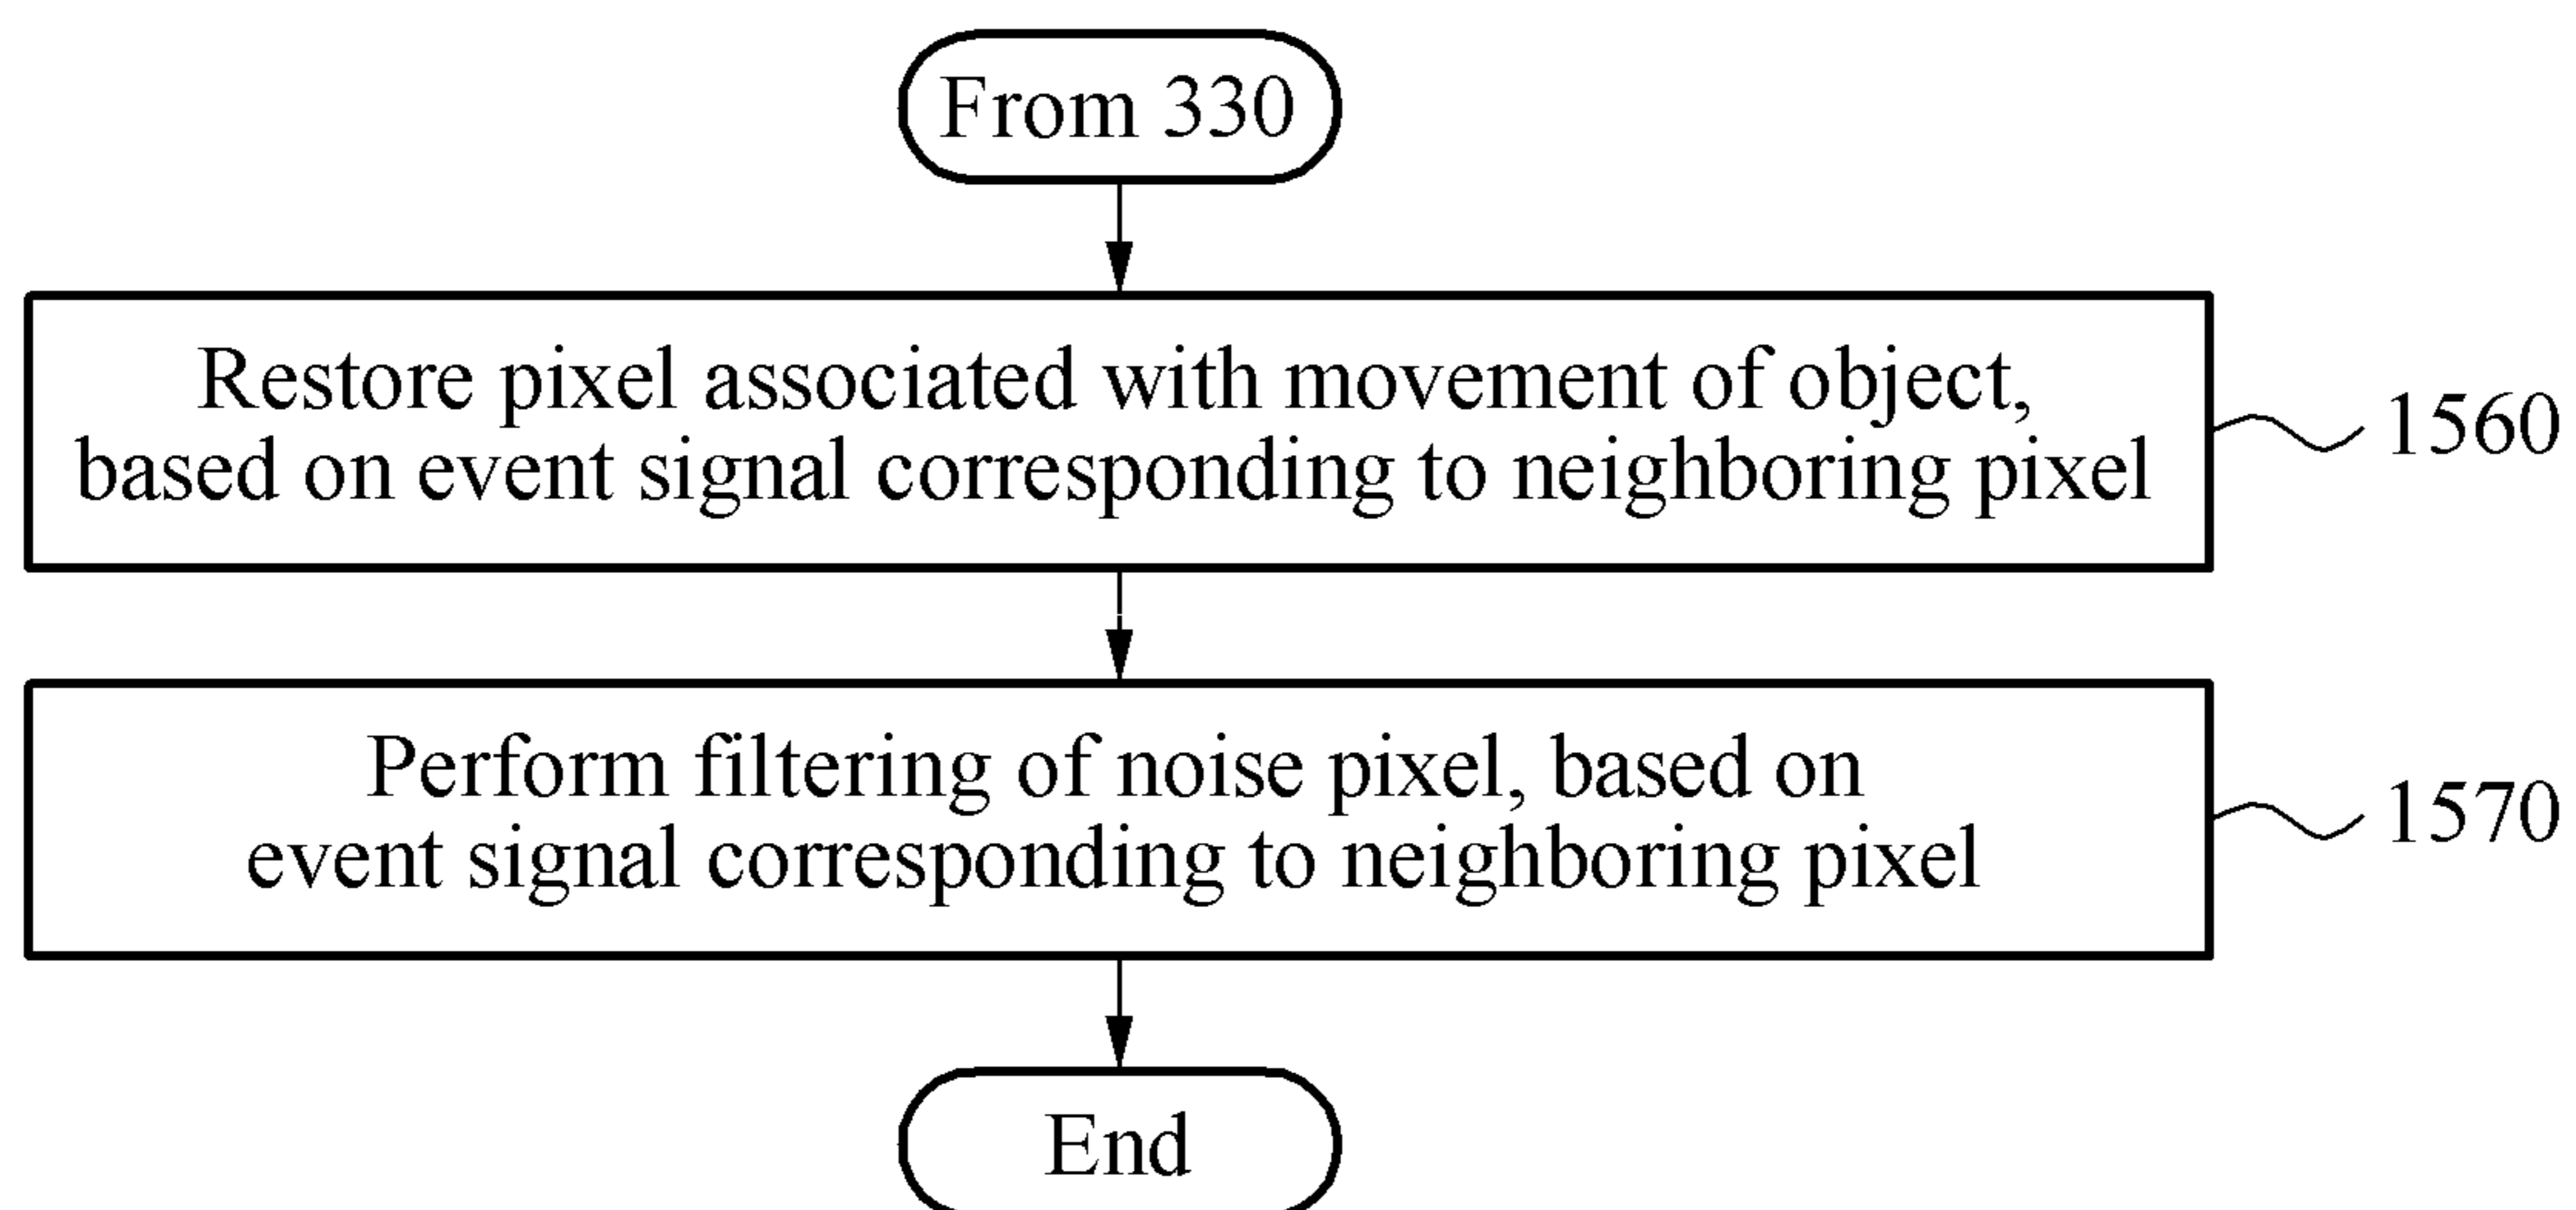 From 330
Restore pixel associated with movement of object,
based on event signal corresponding to neighboring pixel
1560
Perform filtering of noise pixel, based on
event signal corresponding to neighboring pixel
1570
End